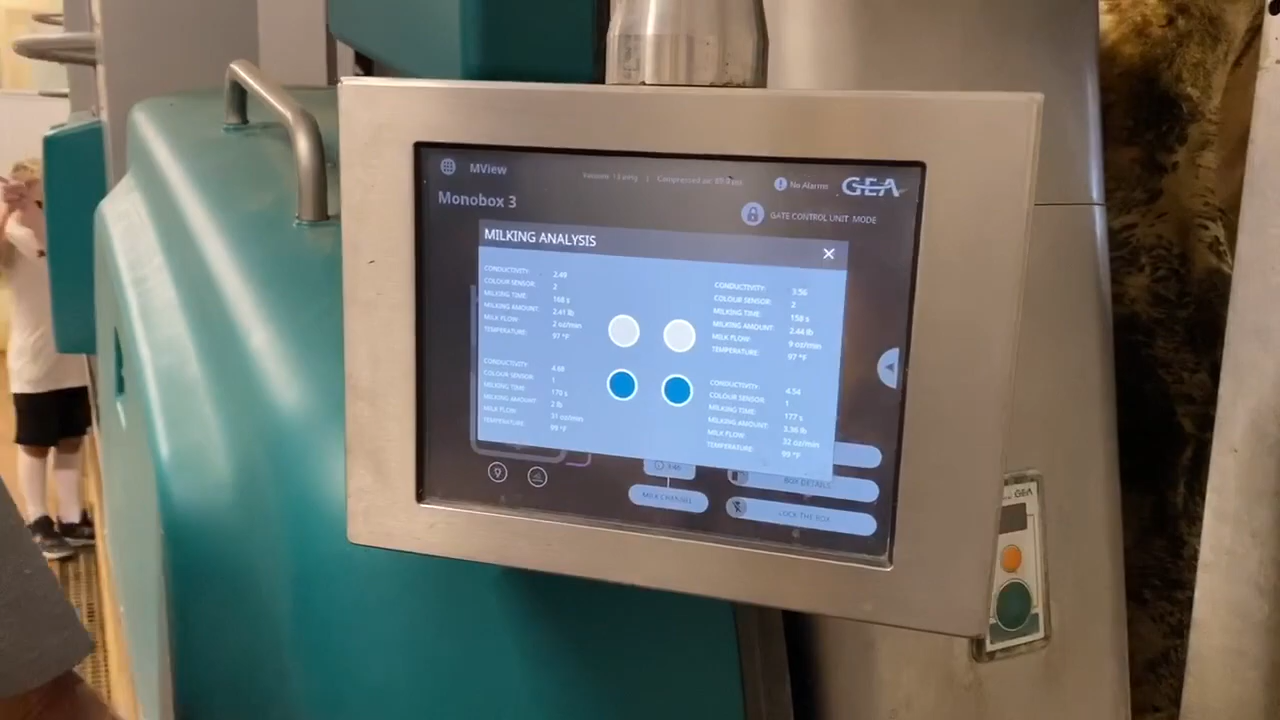 MView
No Alarms
GEA
Monobox 3
GATE CONTROL UNIT MODE
MILKING ANALYSIS
CONDUCTIVITY: 2.49
COLOUR SENSOR: 2
MILKING TIME: 168 s
MILKING AMOUNT: 2.41 lb
MILK FLOW: 2 oz/min
TEMPERATURE: 97 °F
CONDUCTIVITY: 3.56
COLOUR SENSOR: 2
MILKING TIME: 158 s
MILKING AMOUNT: 2.44 lb
MILK FLOW: 9 oz/min
TEMPERATURE: 97 °F
CONDUCTIVITY: 4.68
COLOUR SENSOR: 1
MILKING TIME: 170 s
MILKING AMOUNT: 2 lb
MILK FLOW: 31 oz/min
TEMPERATURE: 99 °F
CONDUCTIVITY: 4.54
COLOUR SENSOR: 1
MILKING TIME: 177 s
MILKING AMOUNT: 3.36 lb
MILK FLOW: 32 oz/min
TEMPERATURE: 99 °F
BOX DETAILS
MILK CHANNEL
LOCK THE BOX
GEA